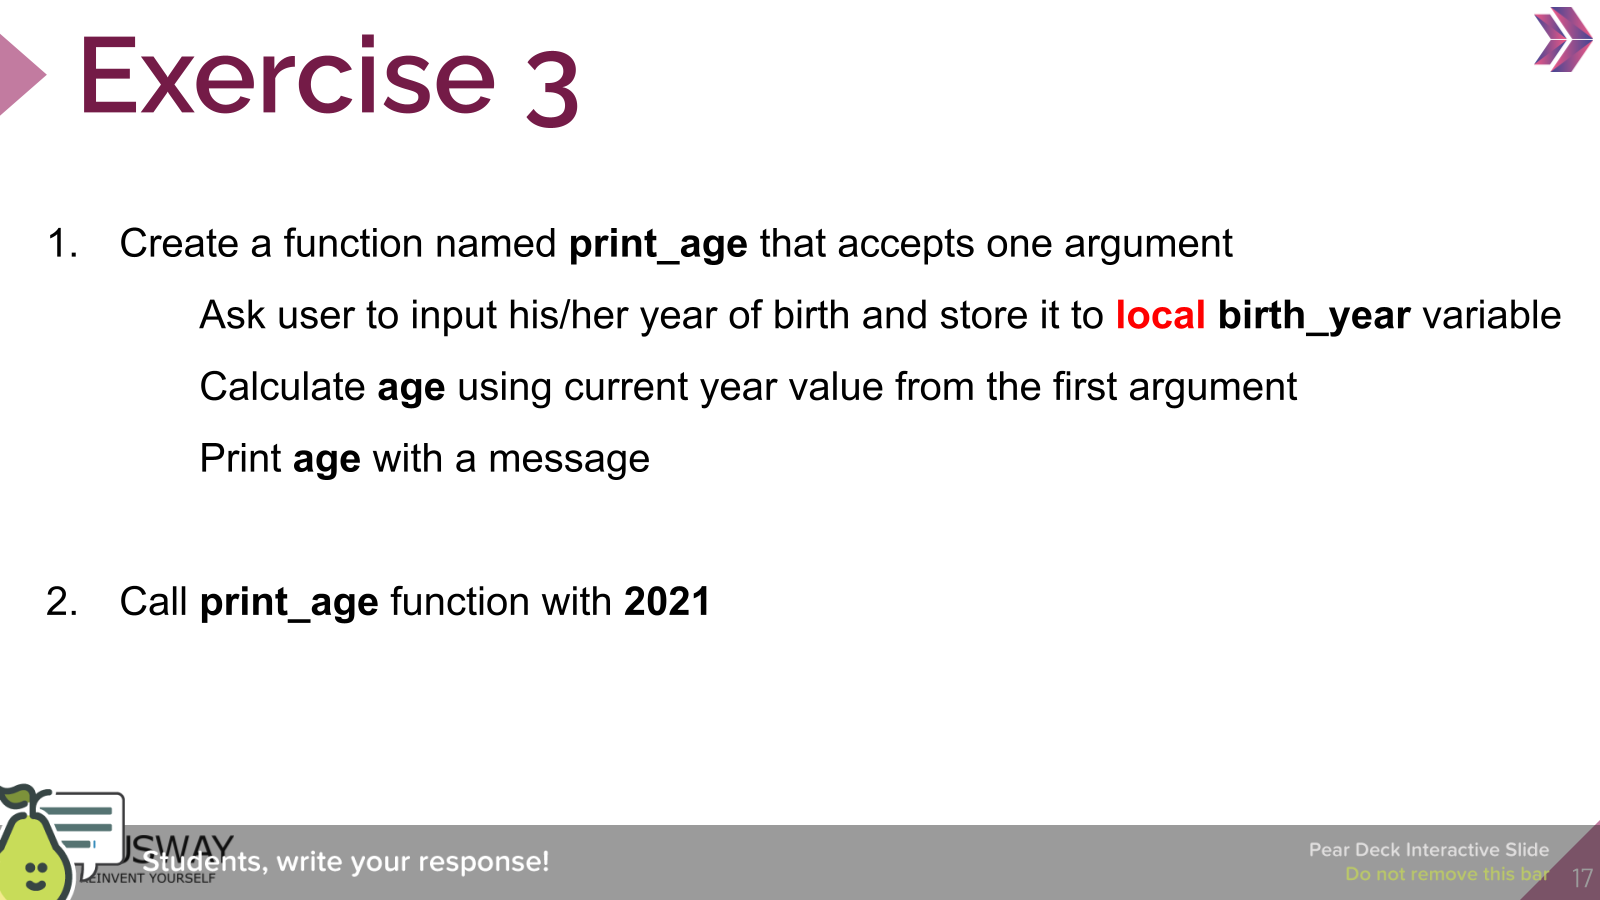 Exercise 3
1. Create a function named print_age that accepts one argument
Ask user to input his/her year of birth and store it to local birth_year variable
Calculate age using current year value from the first argument
Print age with a message
2. Call print_age function with 2021
Students, write your response!
REINVENT YOURSELF
Pear Deck Interactive Slide
Do not remove this bar
17